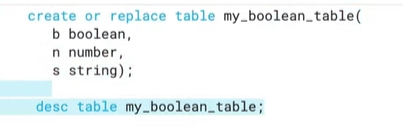 create or replace table my_boolean_table(
b boolean,
n number,
s string);
desc table my_boolean_table;